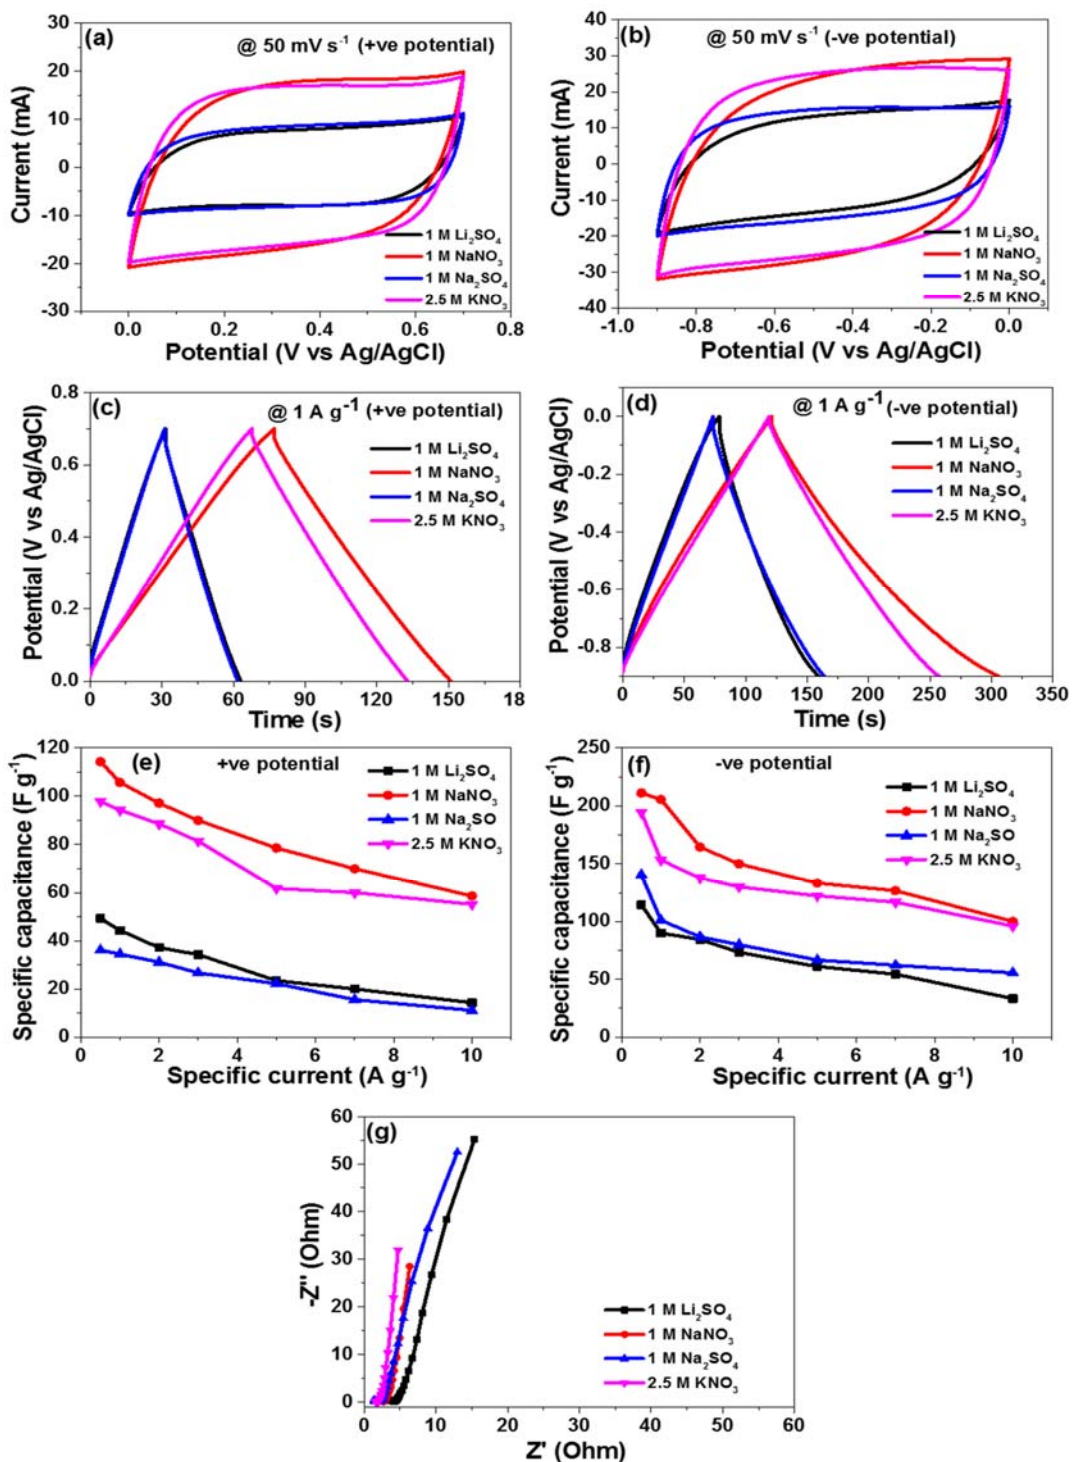 (a)
@ 50 mV s⁻¹ (+ve potential)
Current (mA)
30
20
10
0
-10
-20
-30
1 M Li₂SO₄
1 M NaNO₃
1 M Na₂SO₄
2.5 M KNO₃
0.0 0.2 0.4 0.6 0.8
Potential (V vs Ag/AgCl)
(b)
@ 50 mV s⁻¹ (-ve potential)
Current (mA)
40
30
20
10
0
-10
-20
-30
-40
1 M Li₂SO₄
1 M NaNO₃
1 M Na₂SO₄
2.5 M KNO₃
-1.0 -0.8 -0.6 -0.4 -0.2 0.0
Potential (V vs Ag/AgCl)
(c)
@ 1 A g⁻¹ (+ve potential)
Potential (V vs Ag/AgCl)
0.8
0.6
0.4
0.2
0.0
1 M Li₂SO₄
1 M NaNO₃
1 M Na₂SO₄
2.5 M KNO₃
0 30 60 90 120 150 18
Time (s)
(d)
@ 1 A g⁻¹ (-ve potential)
Potential (V vs Ag/AgCl)
0.0
-0.2
-0.4
-0.6
-0.8
1 M Li₂SO₄
1 M NaNO₃
1 M Na₂SO₄
2.5 M KNO₃
0 50 100 150 200 250 300 350
Time (s)
(e)
+ve potential
Specific capacitance (F g⁻¹)
120
100
80
60
40
20
0
1 M Li₂SO₄
1 M NaNO₃
1 M Na₂SO
2.5 M KNO₃
0 2 4 6 8 10
Specific current (A g⁻¹)
(f)
-ve potential
Specific capacitance (F g⁻¹)
250
200
150
100
50
0
1 M Li₂SO₄
1 M NaNO₃
1 M Na₂SO
2.5 M KNO₃
0 2 4 6 8 10
Specific current (A g⁻¹)
(g)
-Z'' (Ohm)
60
50
40
30
20
10
0
1 M Li₂SO₄
1 M NaNO₃
1 M Na₂SO₄
2.5 M KNO₃
0 10 20 30 40 50 60
Z' (Ohm)